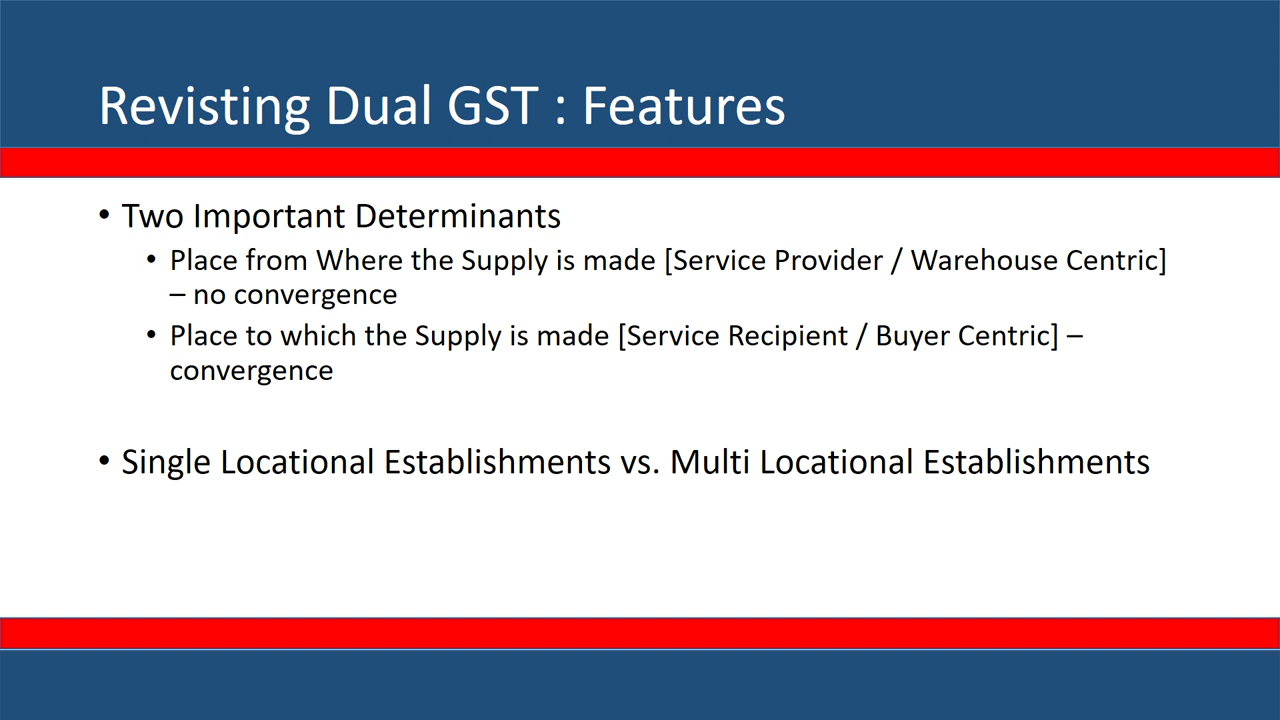 Revisting Dual GST : Features
• Two Important Determinants
• Place from Where the Supply is made [Service Provider / Warehouse Centric]
– no convergence
• Place to which the Supply is made [Service Recipient / Buyer Centric] –
convergence
• Single Locational Establishments vs. Multi Locational Establishments